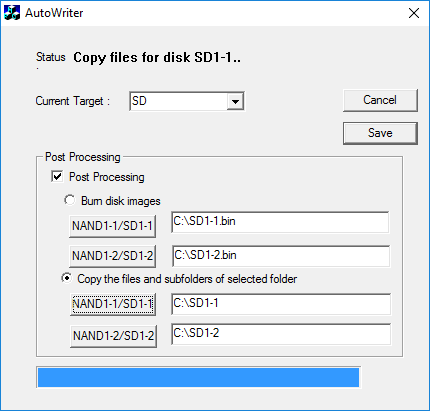 AutoWriter
Status Copy files for disk SD1-1..
:
Current Target : SD
Cancel
Save
Post Processing
Post Processing
Burn disk images
NAND1-1/SD1-1 C:\SD1-1.bin
NAND1-2/SD1-2 C:\SD1-2.bin
Copy the files and subfolders of selected folder
NAND1-1/SD1-1 C:\SD1-1
NAND1-2/SD1-2 C:\SD1-2